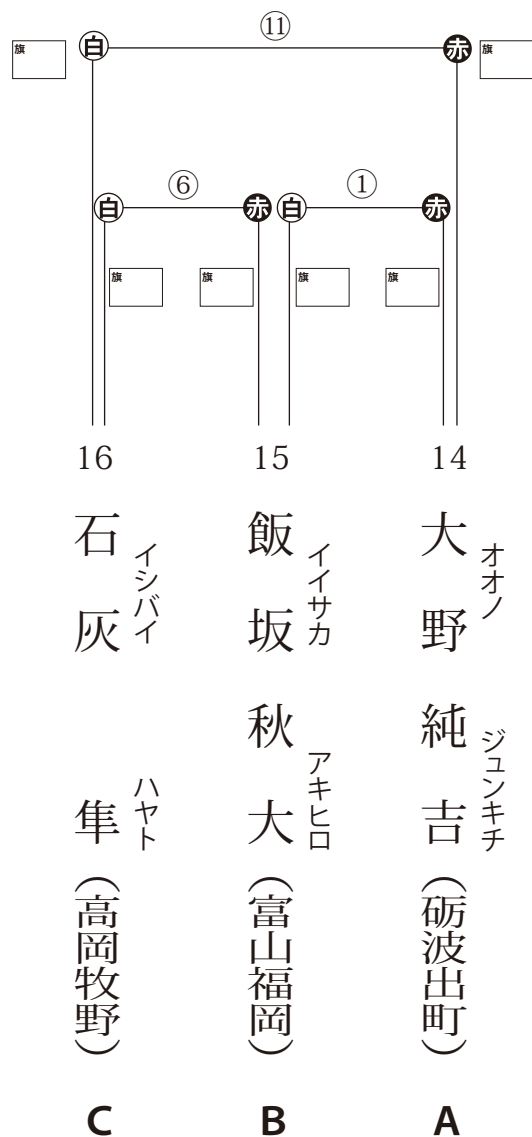 ⑪
旗
白
赤
旗
⑥
①
白
赤
白
赤
旗
旗
旗
旗
14
大野 純吉
オオノ ジュンキチ
(砺波出町)
A
15
飯坂 秋大
イイサカ アキヒロ
(富山福岡)
B
16
石灰 隼
イシバイ ハヤト
(高岡牧野)
C